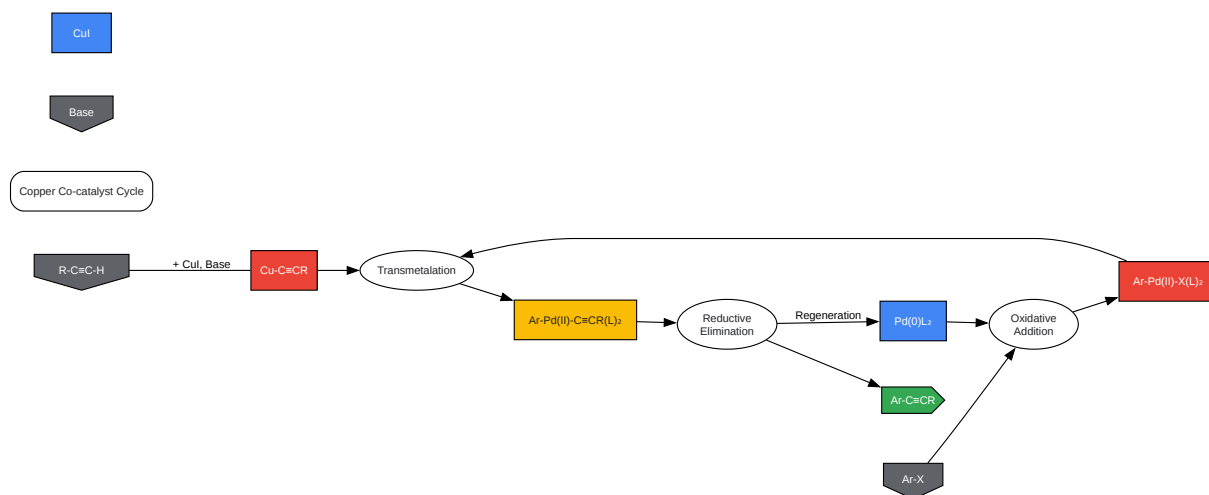 CuI
Base
Copper Co-catalyst Cycle
R-C≡C-H
+ CuI, Base
Cu-C≡CR
Transmetalation
Ar-Pd(II)-C≡CR(L)₂
Reductive
Elimination
Regeneration
Pd(0)L₂
Oxidative
Addition
Ar-Pd(II)-X(L)₂
Ar-C≡CR
Ar-X